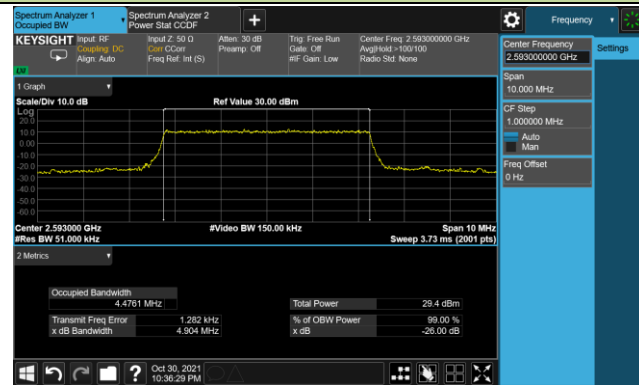 Spectrum Analyzer 1
Occupied BW
Spectrum Analyzer 2
Power Stat CCDF
Frequency
KEYSIGHT
Input: RF
Coupling: DC
Align: Auto
Input Z: 50 Ω
Corr CCorr
Freq Ref: Int (S)
Atten: 30 dB
Preamp: Off
Trig: Free Run
Gate: Off
#IF Gain: Low
Center Freq: 2.593000000 GHz
Avg|Hold:>100/100
Radio Std: None
Center Frequency
2.593000000 GHz
Settings
Span
10.000 MHz
CF Step
1.000000 MHz
Auto
Man
Freq Offset
0 Hz
1 Graph
Scale/Div 10.0 dB
Ref Value 30.00 dBm
Log
20.0
10.0
0.00
-10.0
-20.0
-30.0
-40.0
-50.0
-60.0
Center 2.593000 GHz
#Video BW 150.00 kHz
Span 10 MHz
#Res BW 51.000 kHz
Sweep 3.73 ms (2001 pts)
2 Metrics
Occupied Bandwidth
4.4761 MHz
Total Power
29.4 dBm
Transmit Freq Error
1.282 kHz
% of OBW Power
99.00 %
x dB Bandwidth
4.904 MHz
x dB
-26.00 dB
Oct 30, 2021
10:36:29 PM